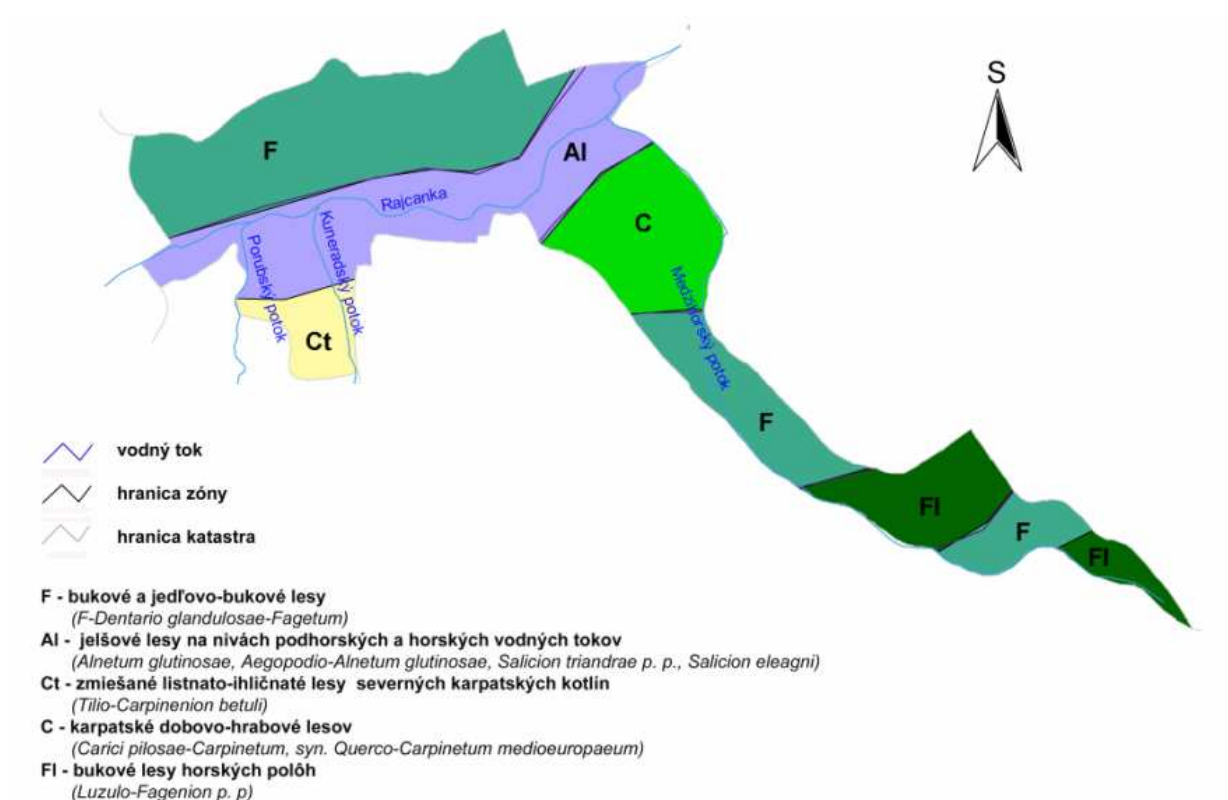 S
F
Al
Rajcanka
C
Kuneradský potok
Porubský potok
Medzihorský potok
Ct
F
Fl
F
Fl
vodný tok
hranica zóny
hranica katastra
F - bukové a jedľovo-bukové lesy
(F-Dentario glandulosae-Fagetum)
Al - jelšové lesy na nivách podhorských a horských vodných tokov
(Alnetum glutinosae, Aegopodio-Alnetum glutinosae, Salicion triandrae p. p., Salicion eleagni)
Ct - zmiešané listnato-ihličnaté lesy severných karpatských kotlín
(Tilio-Carpinenion betuli)
C - karpatské dobovo-hrabové lesov
(Carici pilosae-Carpinetum, syn. Querco-Carpinetum medioeuropaeum)
Fl - bukové lesy horských polôh
(Luzulo-Fagenion p. p)